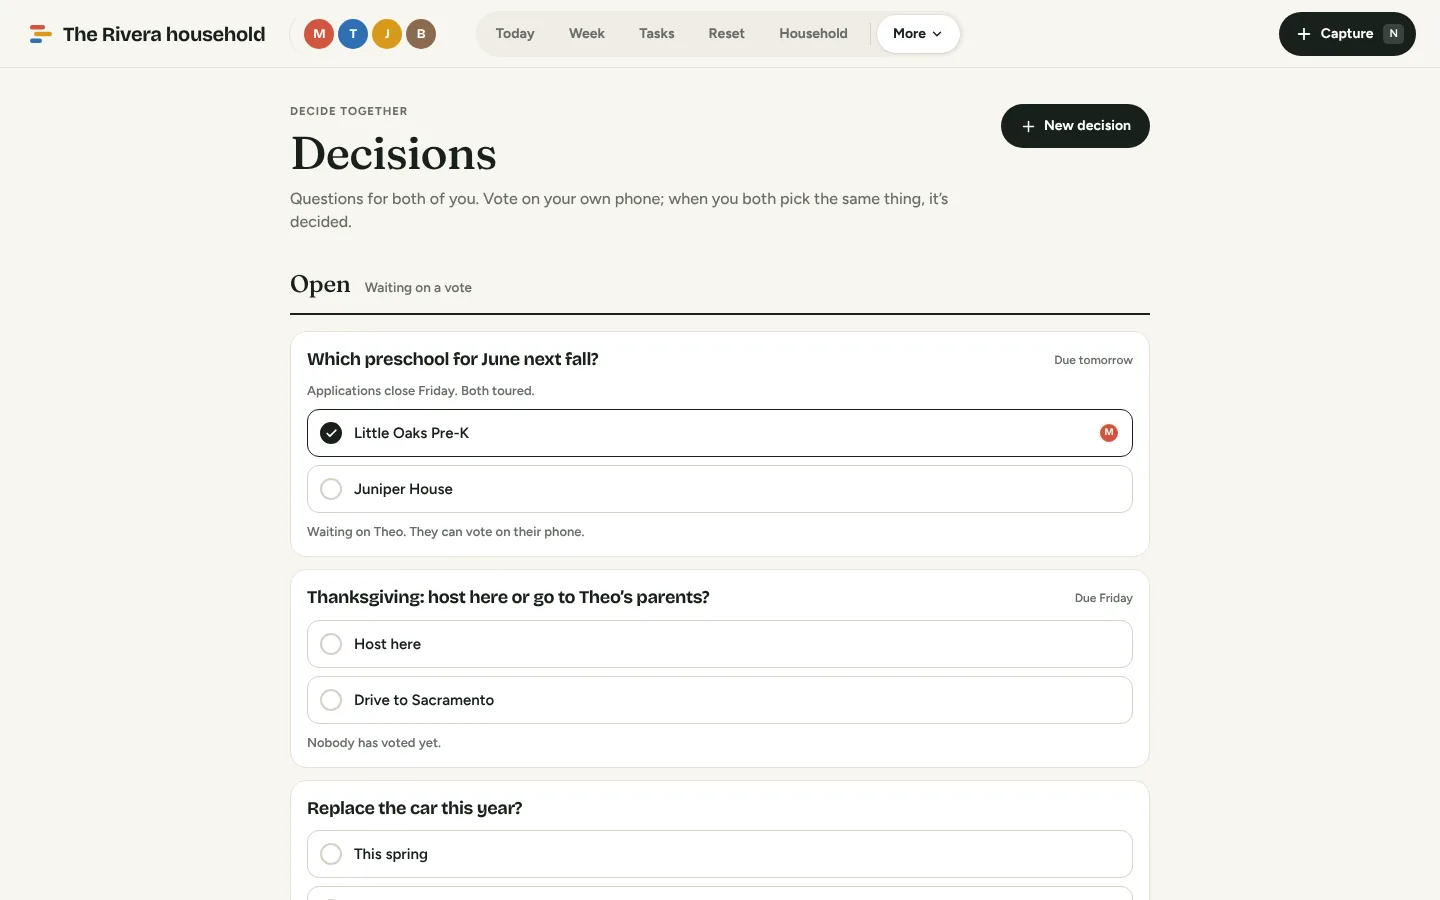 The Rivera household
M T J B
Today Week Tasks Reset Household More
Capture N
DECIDE TOGETHER
Decisions
New decision
Questions for both of you. Vote on your own phone; when you both pick the same thing, it’s
decided.
Open Waiting on a vote
Which preschool for June next fall? Due tomorrow
Applications close Friday. Both toured.
Little Oaks Pre-K M
Juniper House
Waiting on Theo. They can vote on their phone.
Thanksgiving: host here or go to Theo’s parents? Due Friday
Host here
Drive to Sacramento
Nobody has voted yet.
Replace the car this year?
This spring